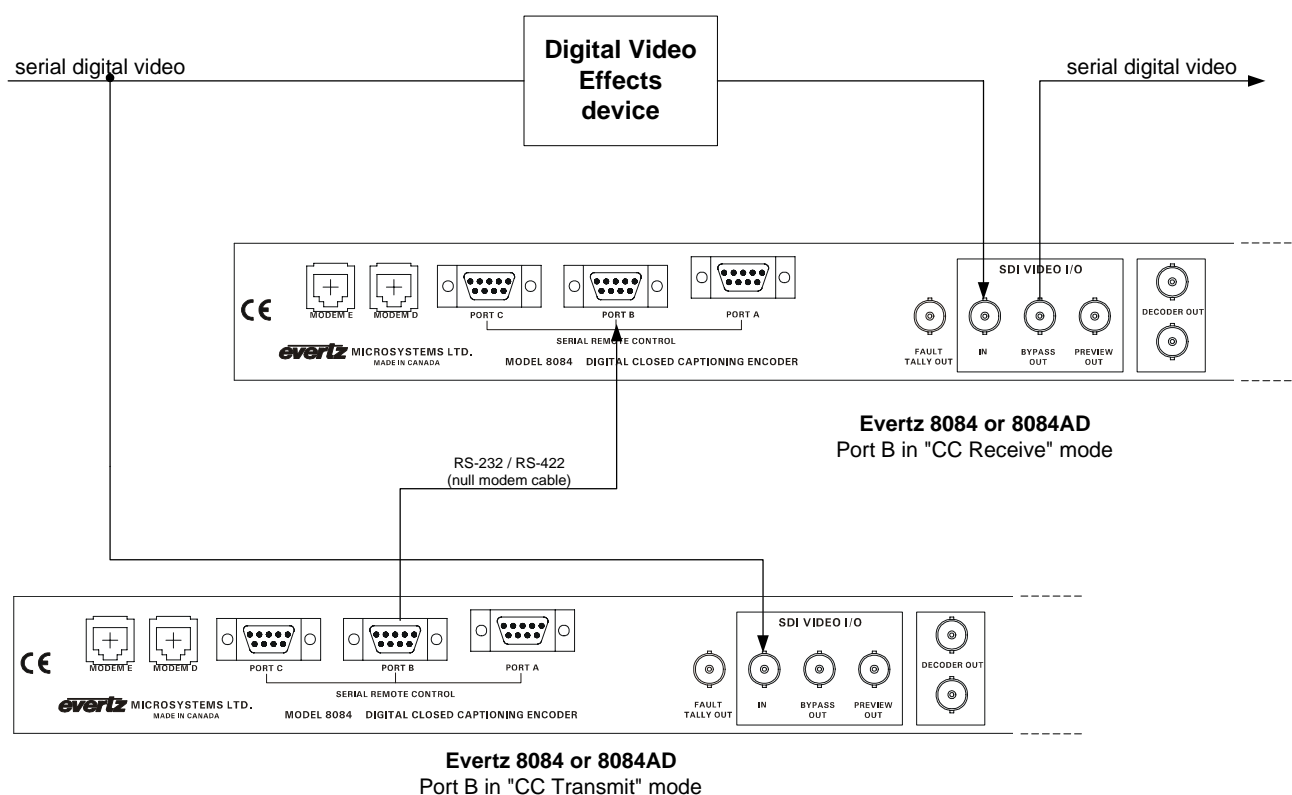 serial digital video
Digital Video
Effects
device
serial digital video
CE
MODEM E
MODEM D
PORT C
PORT B
PORT A
SERIAL REMOTE CONTROL
evertz MICROSYSTEMS LTD.
MADE IN CANADA
MODEL 8084 DIGITAL CLOSED CAPTIONING ENCODER
FAULT
TALLY OUT
SDI VIDEO I/O
IN
BYPASS
OUT
PREVIEW
OUT
DECODER OUT
Evertz 8084 or 8084AD
Port B in "CC Receive" mode
RS-232 / RS-422
(null modem cable)
CE
MODEM E
MODEM D
PORT C
PORT B
PORT A
SERIAL REMOTE CONTROL
evertz MICROSYSTEMS LTD.
MADE IN CANADA
MODEL 8084 DIGITAL CLOSED CAPTIONING ENCODER
FAULT
TALLY OUT
SDI VIDEO I/O
IN
BYPASS
OUT
PREVIEW
OUT
DECODER OUT
Evertz 8084 or 8084AD
Port B in "CC Transmit" mode